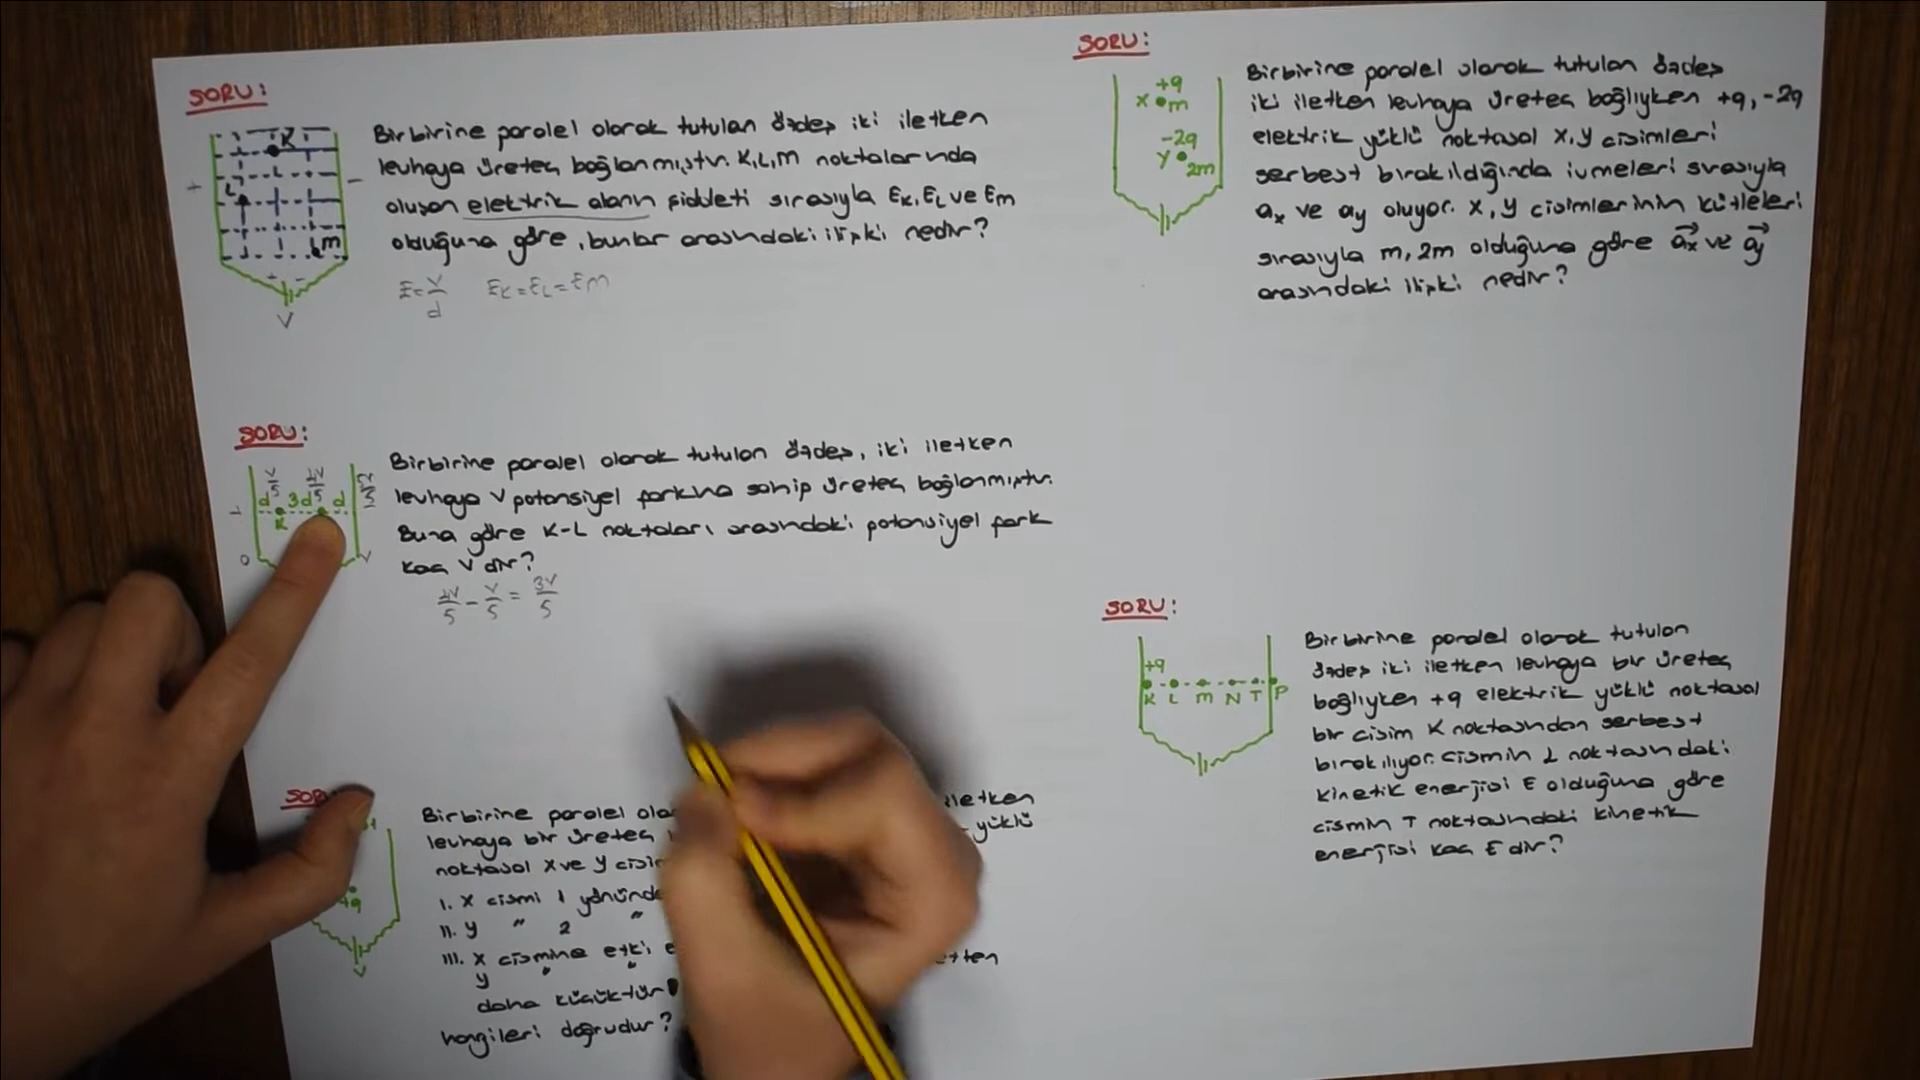 SORU:
K
L
m
+ -
+ -
V
Birbirine paralel olarak tutulan özdeş iki iletken
levhaya üreteç bağlanmıştır. K,L,M noktalarında
oluşan elektrik alanın şiddeti sırasıyla EK, EL ve Em
olduğuna göre, bunlar arasındaki ilişki nedir?
E=V/d EK=EL=Em
SORU:
V/5
d 3d d
K
0 V
Birbirine paralel olarak tutulan özdeş, iki iletken
levhaya V potansiyel farkına sahip üreteç bağlanmıştır.
Buna göre K-L noktaları arasındaki potansiyel fark
kaç V dir?
- V/5 = 3V/5
+q
V
Birbirine paralel
levhaya bir üreteç
iletken
yüklü
noktasal X ve Y
I. X cismi 1 yönünde
II. Y " 2 "
III. X cismine etki
Y " "
daha küçüktür
hangileri doğrudur?
SORU:
+q
X m
-2q
Y 2m
Birbirine paralel olarak tutulan özdeş
iki iletken levhaya üreteç bağlıyken +q, -2q
elektrik yüklü noktasal X, Y cisimleri
serbest bırakıldığında ivmeleri sırasıyla
ax ve ay oluyor. X, Y cisimlerinin kütleleri
sırasıyla m, 2m olduğuna göre ax ve ay
arasındaki ilişki nedir?
SORU:
+q
K L m N T P
Birbirine paralel olarak tutulan
özdeş iki iletken levhaya bir üreteç
bağlıyken +q elektrik yüklü noktasal
bir cisim K noktasından serbest
bırakılıyor. Cismin L noktasındaki
kinetik enerjisi E olduğuna göre
cismin T noktasındaki kinetik
enerjisi kaç E dir?